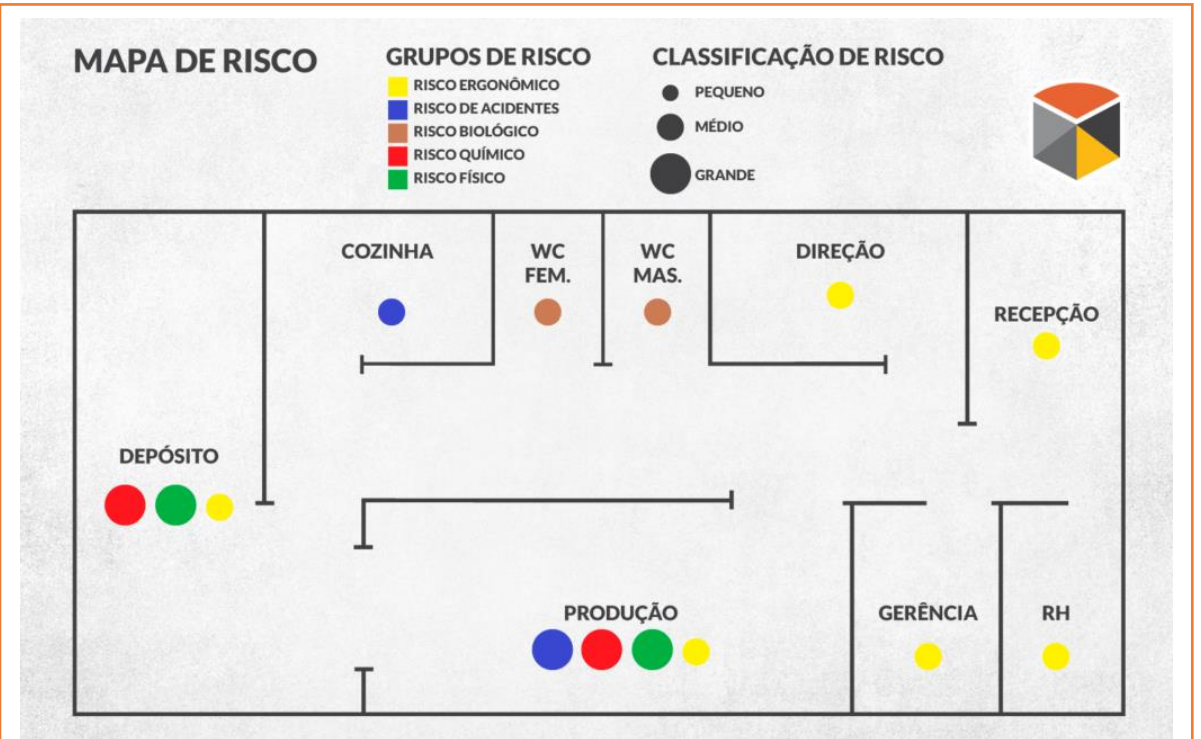 MAPA DE RISCO
GRUPOS DE RISCO
RISCO ERGONÔMICO
RISCO DE ACIDENTES
RISCO BIOLÓGICO
RISCO QUÍMICO
RISCO FÍSICO
CLASSIFICAÇÃO DE RISCO
PEQUENO
MÉDIO
GRANDE
COZINHA
WC
FEM.
WC
MAS.
DIREÇÃO
RECEPÇÃO
DEPÓSITO
PRODUÇÃO
GERÊNCIA
RH